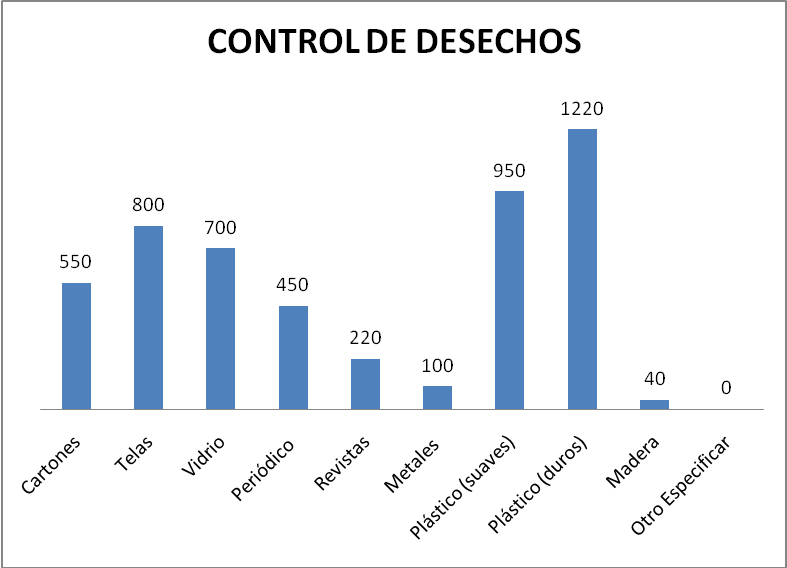 CONTROL DE DESECHOS
550
800
700
450
220
100
950
1220
40
0
Cartones
Telas
Vidrio
Periódico
Revistas
Metales
Plástico (suaves)
Plástico (duros)
Madera
Otro Especificar